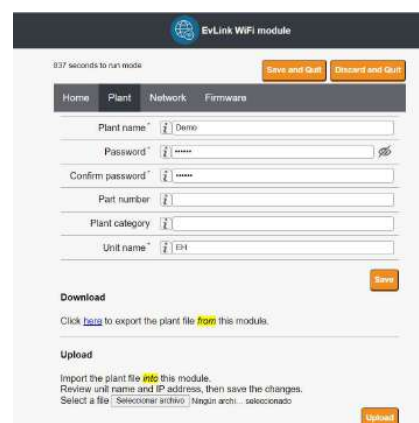 EvLink WiFi module
837 seconds to run mode
Save and Quit Discard and Quit
Home Plant Network Firmware
Plant name* i Demo
Password* i ••••••
Confirm password* i ••••••
Part number i
Plant category i
Unit name* i EHI
Save
Download
Click here to export the plant file from this module.
Upload
Import the plant file into this module.
Review unit name and IP address, then save the changes.
Select a file Seleccionar archivo Ningún archi... seleccionado
Upload